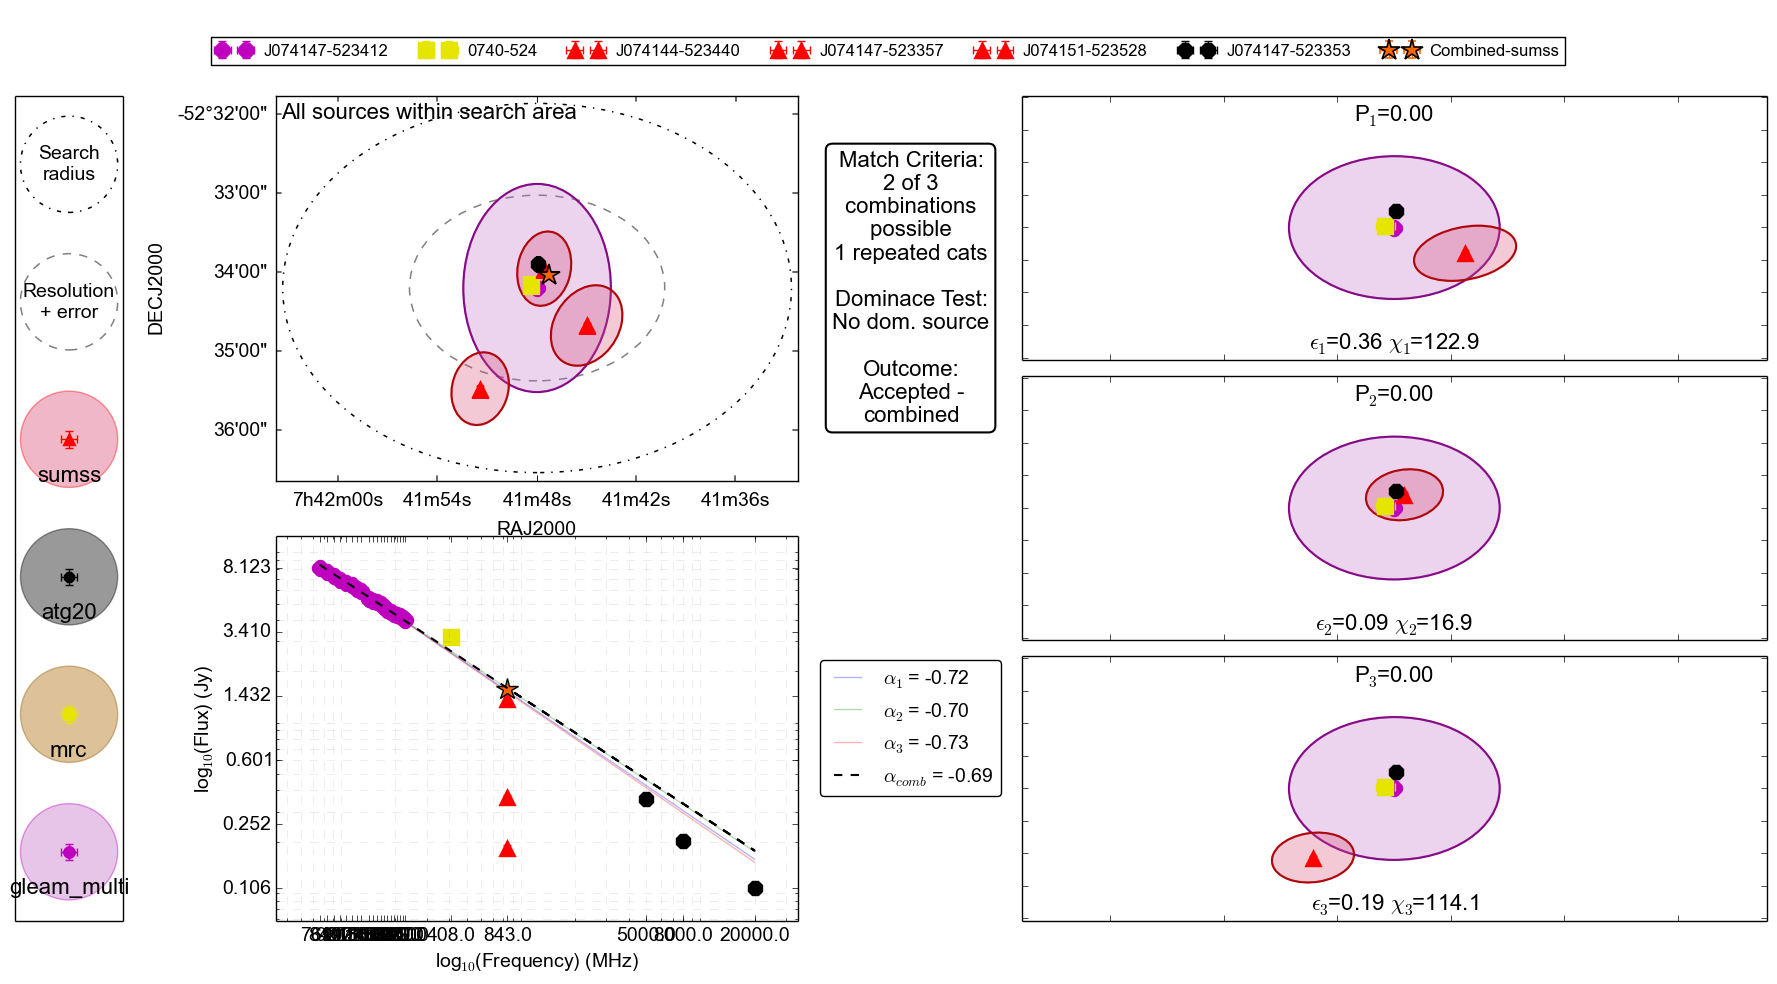 J074147-523412 0740-524 J074144-523440 J074147-523357 J074151-523528 J074147-523353 Combined-sumss
Search
radius
Resolution
+ error
sumss
atg20
mrc
gleam_multi
All sources within search area
-52°32'00"
33'00"
34'00"
35'00"
36'00"
DECJ2000
7h42m00s 41m54s 41m48s 41m42s 41m36s
RAJ2000
Match Criteria:
2 of 3
combinations
possible
1 repeated cats
Dominace Test:
No dom. source
Outcome:
Accepted -
combined
8.123
3.410
1.432
0.601
0.252
0.106
log10(Flux) (Jy)
408.0 843.0 5000.0 8000.0 20000.0
log10(Frequency) (MHz)
α1 = -0.72
α2 = -0.70
α3 = -0.73
αcomb = -0.69
P1=0.00
ϵ1=0.36 χ1=122.9
P2=0.00
ϵ2=0.09 χ2=16.9
P3=0.00
ϵ3=0.19 χ3=114.1